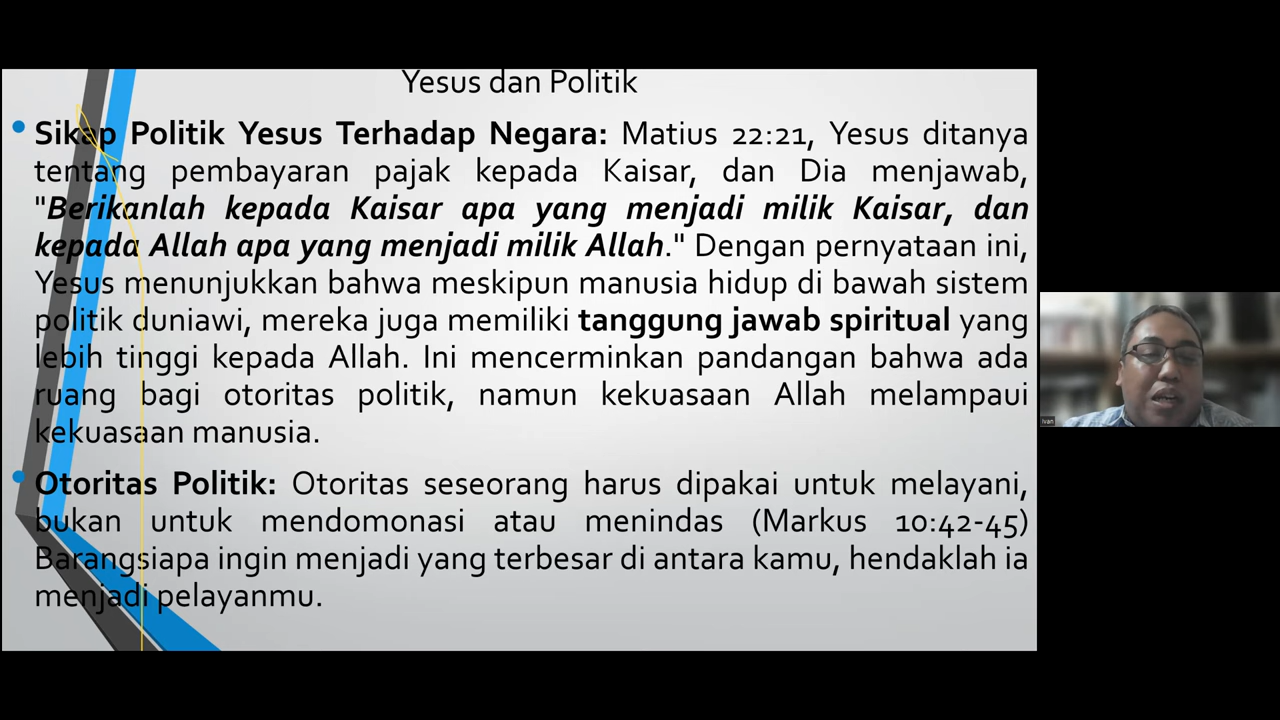 Yesus dan Politik
Sikap Politik Yesus Terhadap Negara: Matius 22:21, Yesus ditanya
tentang pembayaran pajak kepada Kaisar, dan Dia menjawab,
"Berikanlah kepada Kaisar apa yang menjadi milik Kaisar, dan
kepada Allah apa yang menjadi milik Allah." Dengan pernyataan ini,
Yesus menunjukkan bahwa meskipun manusia hidup di bawah sistem
politik duniawi, mereka juga memiliki tanggung jawab spiritual yang
lebih tinggi kepada Allah. Ini mencerminkan pandangan bahwa ada
ruang bagi otoritas politik, namun kekuasaan Allah melampaui
kekuasaan manusia.
Otoritas Politik: Otoritas seseorang harus dipakai untuk melayani,
bukan untuk mendomonasi atau menindas (Markus 10:42-45)
Barangsiapa ingin menjadi yang terbesar di antara kamu, hendaklah ia
menjadi pelayanmu.
Ivan